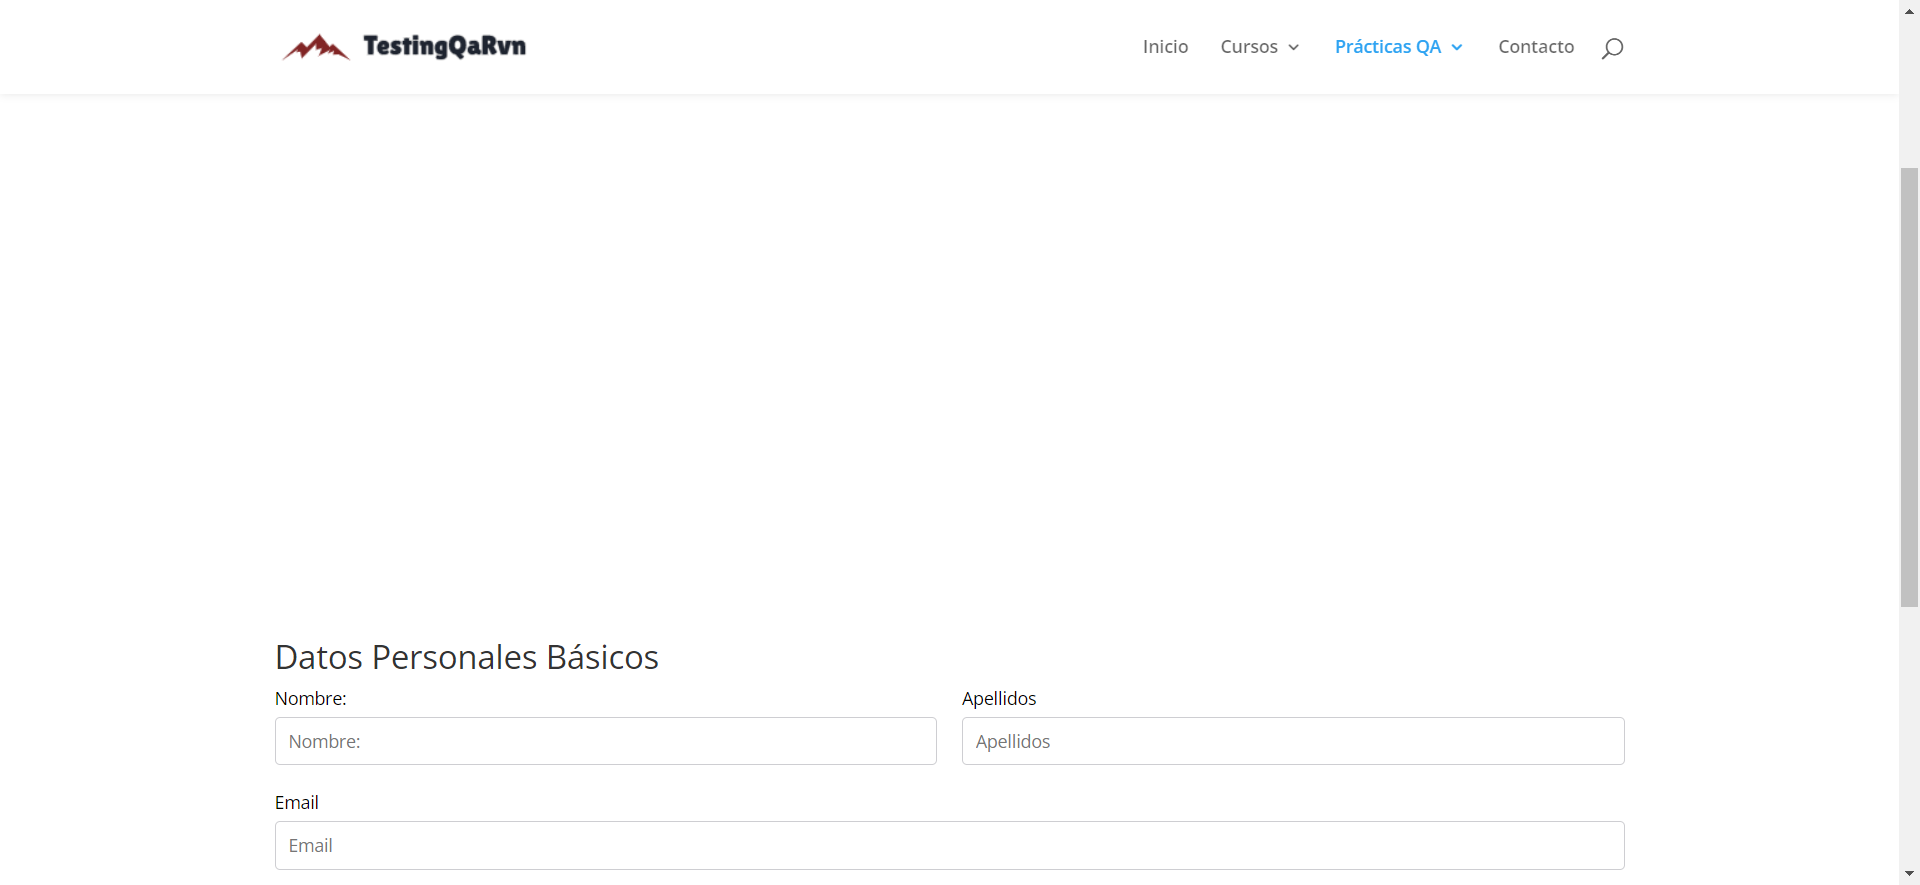 TestingQaRvn
Inicio Cursos Prácticas QA Contacto
Datos Personales Básicos
Nombre: Apellidos
Nombre: Apellidos
Email
Email